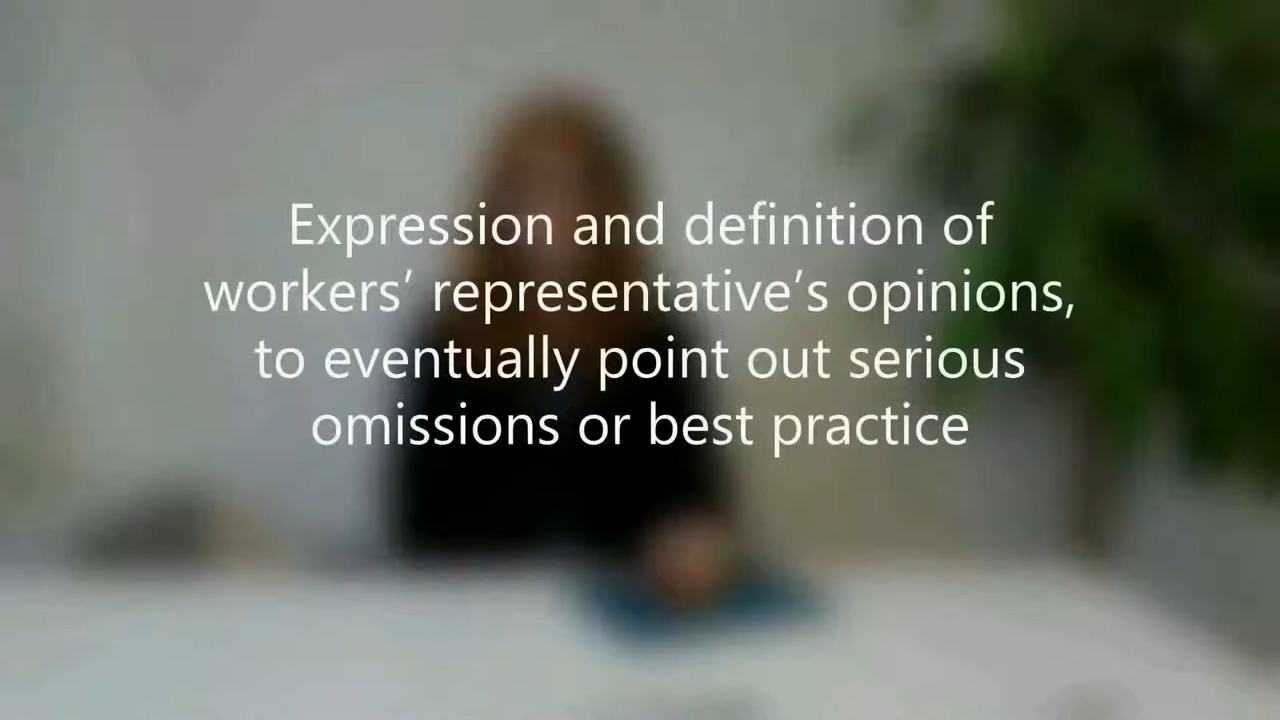 Expression and definition of
workers’ representative’s opinions,
to eventually point out serious
omissions or best practice